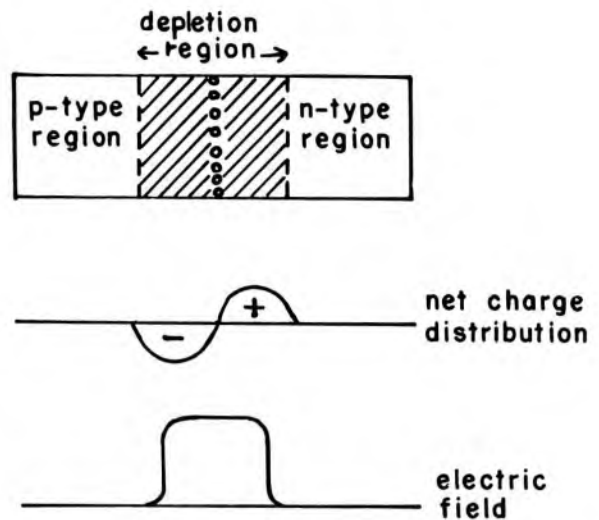 depletion
region
p-type
region
n-type
region
-
+
net charge
distribution
electric
field